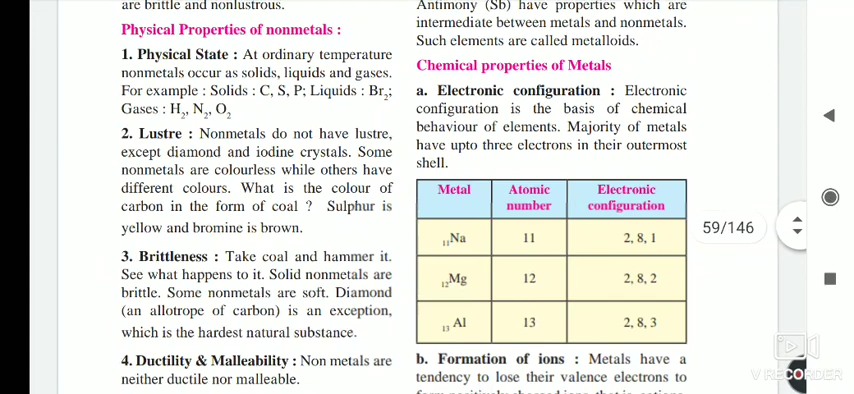 are brittle and nonlustrous.
Physical Properties of nonmetals :
1. Physical State : At ordinary temperature
nonmetals occur as solids, liquids and gases.
For example : Solids : C, S, P; Liquids : Br₂;
Gases : H₂, N₂, O₂
2. Lustre : Nonmetals do not have lustre,
except diamond and iodine crystals. Some
nonmetals are colourless while others have
different colours. What is the colour of
carbon in the form of coal ? Sulphur is
yellow and bromine is brown.
3. Brittleness : Take coal and hammer it.
See what happens to it. Solid nonmetals are
brittle. Some nonmetals are soft. Diamond
(an allotrope of carbon) is an exception,
which is the hardest natural substance.
4. Ductility & Malleability : Non metals are
neither ductile nor malleable.
Antimony (Sb) have properties which are
intermediate between metals and nonmetals.
Such elements are called metalloids.
Chemical properties of Metals
a. Electronic configuration : Electronic
configuration is the basis of chemical
behaviour of elements. Majority of metals
have upto three electrons in their outermost
shell.
Metal Atomic number Electronic configuration
₁₁Na 11 2, 8, 1
₁₂Mg 12 2, 8, 2
₁₃ Al 13 2, 8, 3
b. Formation of ions : Metals have a
tendency to lose their valence electrons to
59/146
V RECORDER